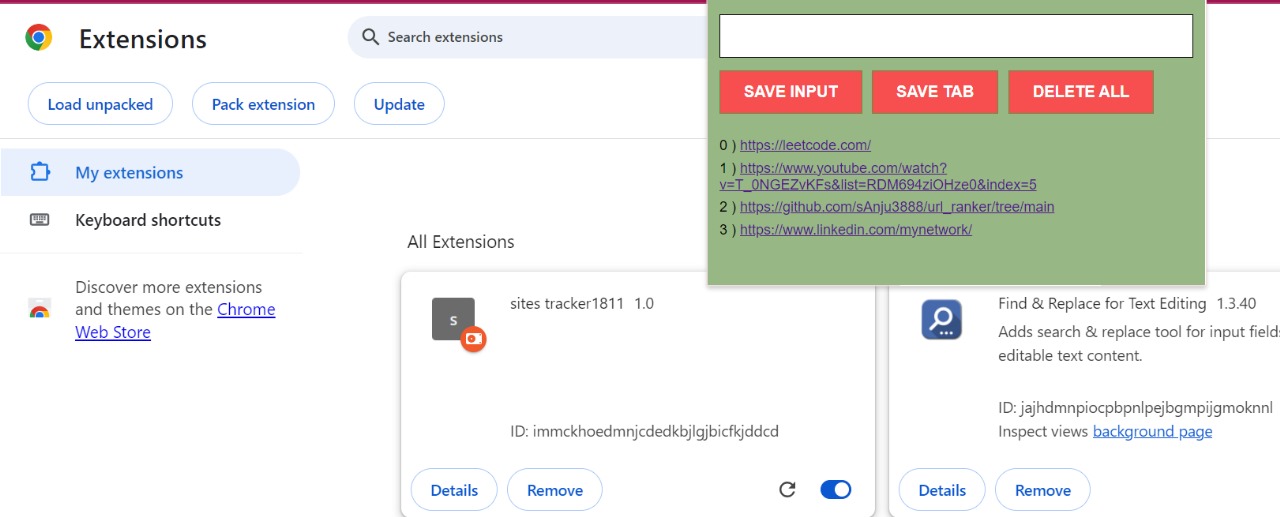 Extensions
Search extensions
Load unpacked
Pack extension
Update
My extensions
Keyboard shortcuts
Discover more extensions
and themes on the Chrome
Web Store
SAVE INPUT
SAVE TAB
DELETE ALL
0 ) https://leetcode.com/
1 ) https://www.youtube.com/watch?
v=T_0NGEZvKFs&list=RDM694ziOHze0&index=5
2 ) https://github.com/sAnju3888/url_ranker/tree/main
3 ) https://www.linkedin.com/mynetwork/
All Extensions
s
sites tracker1811 1.0
ID: immckhoedmnjcdedkbjlgjbicfkjddcd
Details
Remove
Find & Replace for Text Editing 1.3.40
Adds search & replace tool for input fields
editable text content.
ID: jajhdmnpiocpbpnlpejbgmpijgmoknnl
Inspect views background page
Details
Remove